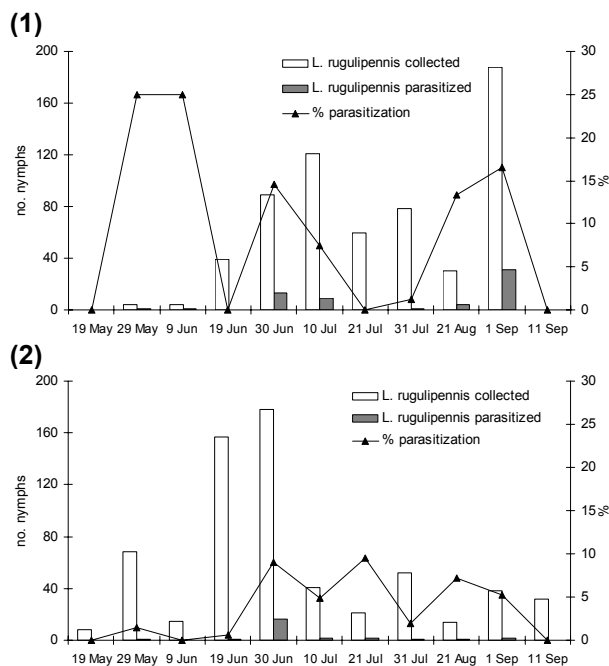 (1)
200 30
L. rugulipennis collected
L. rugulipennis parasitized
% parasitization
160 25
120 20
15
80 10
40 5
0 0
no. nymphs
%
19 May 29 May 9 Jun 19 Jun 30 Jun 10 Jul 21 Jul 31 Jul 21 Aug 1 Sep 11 Sep
(2)
200 30
L. rugulipennis collected
L. rugulipennis parasitized
% parasitization
160 25
120 20
15
80 10
40 5
0 0
no. nymphs
%
19 May 29 May 9 Jun 19 Jun 30 Jun 10 Jul 21 Jul 31 Jul 21 Aug 1 Sep 11 Sep